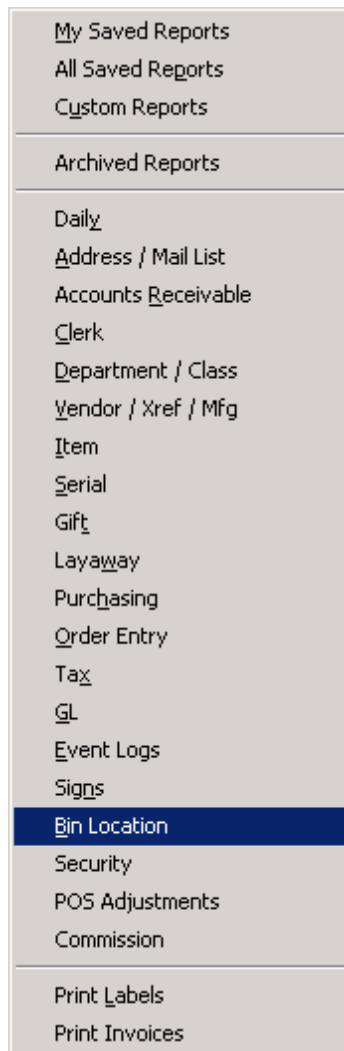 My Saved Reports
All Saved Reports
Custom Reports
Archived Reports
Daily
Address / Mail List
Accounts Receivable
Clerk
Department / Class
Vendor / Xref / Mfg
Item
Serial
Gift
Layaway
Purchasing
Order Entry
Tax
GL
Event Logs
Signs
Bin Location
Security
POS Adjustments
Commission
Print Labels
Print Invoices